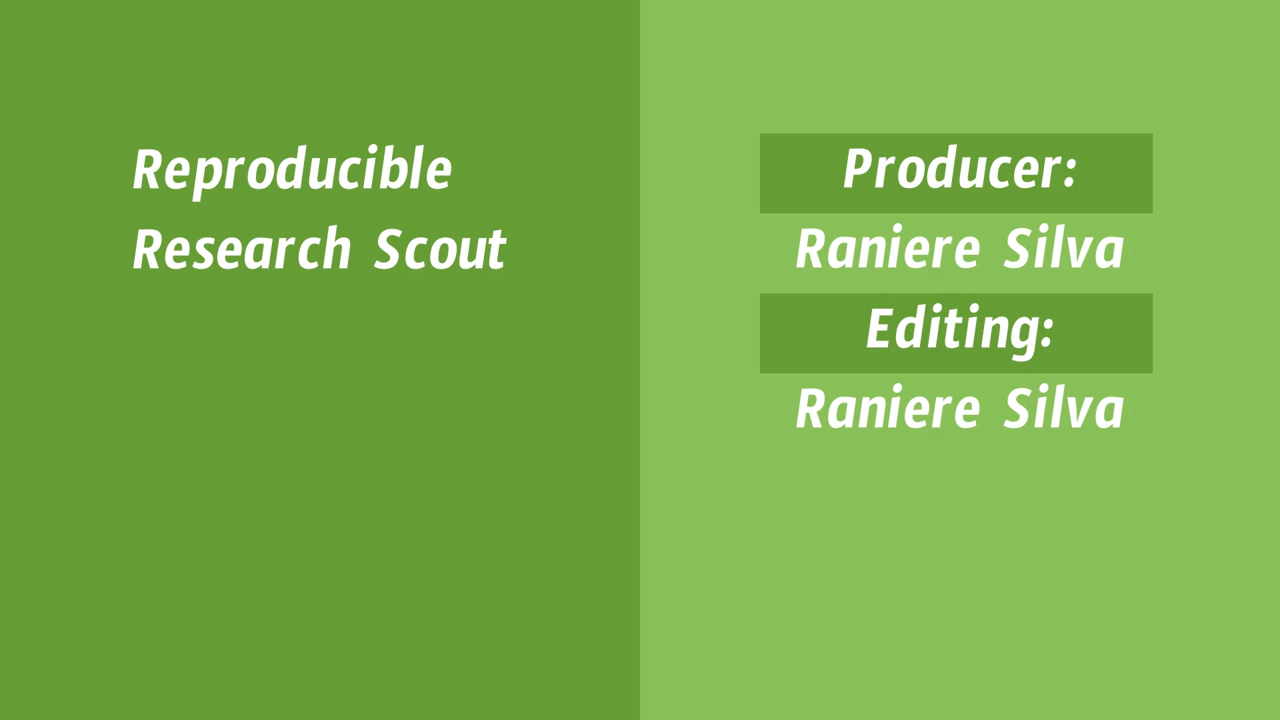 Reproducible
Research Scout
Producer:
Raniere Silva
Editing:
Raniere Silva